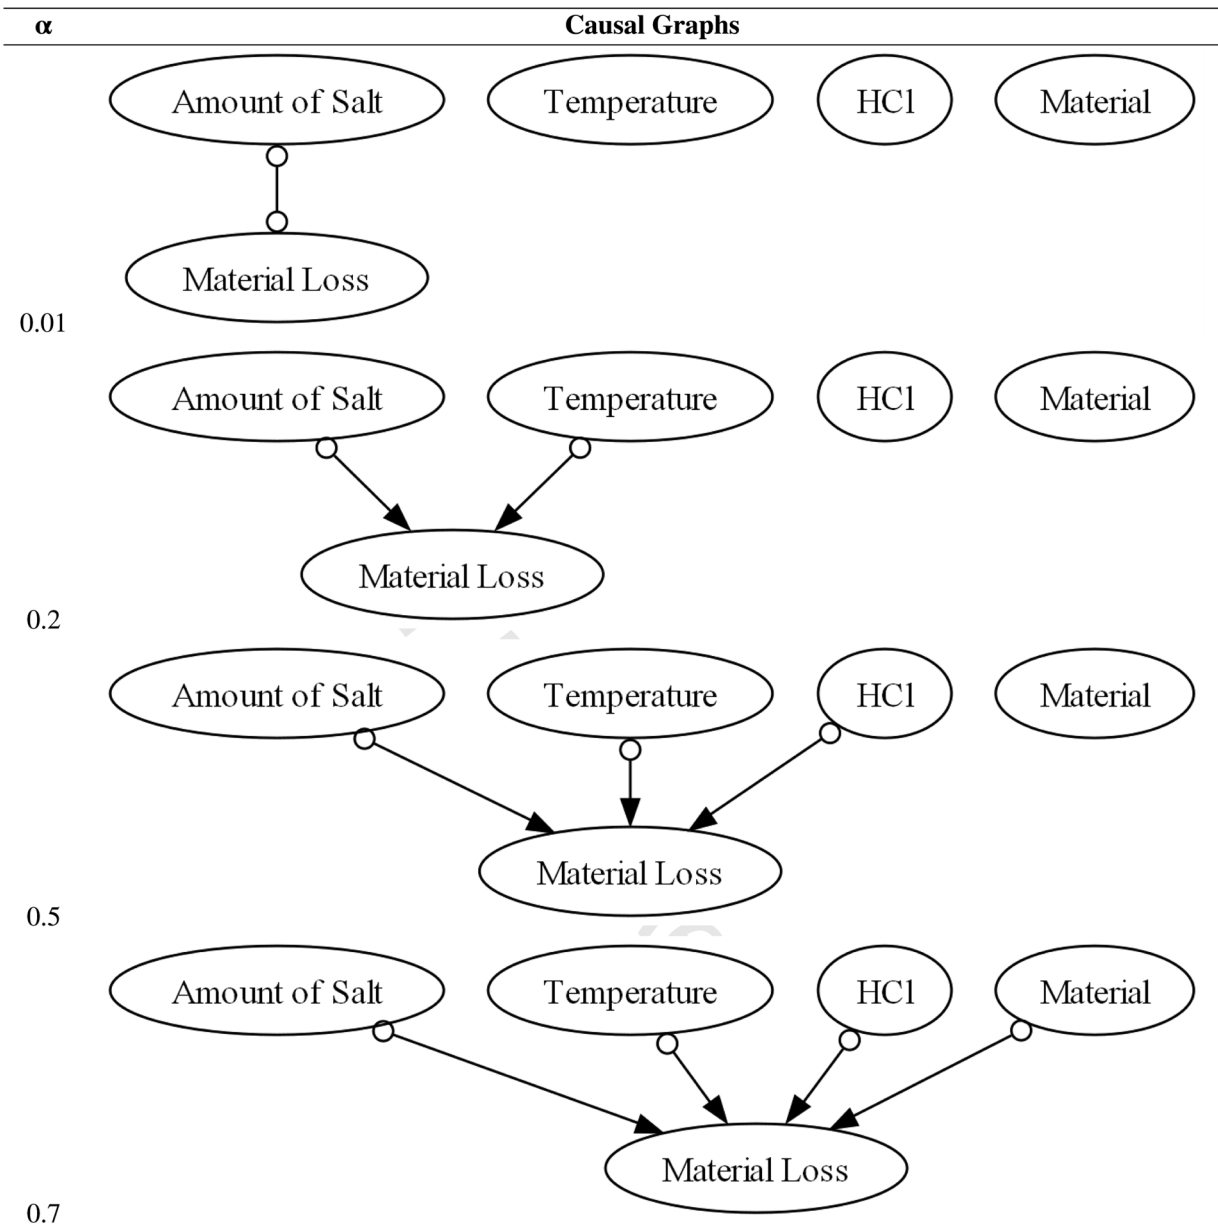 α Causal Graphs
Amount of Salt Temperature HCl Material
Material Loss
0.01
Amount of Salt Temperature HCl Material
Material Loss
0.2
Amount of Salt Temperature HCl Material
Material Loss
0.5
Amount of Salt Temperature HCl Material
Material Loss
0.7